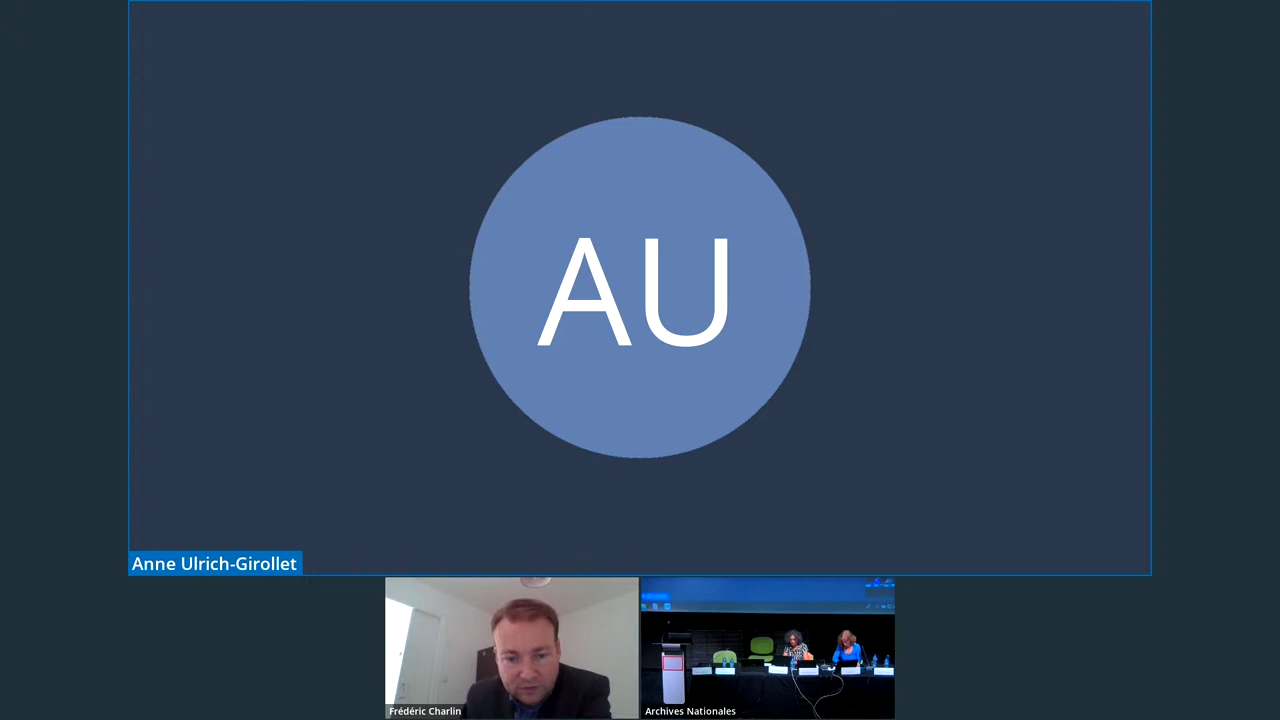 AU
Anne Ulrich-Girollet
Frédéric Charlin
Archives Nationales